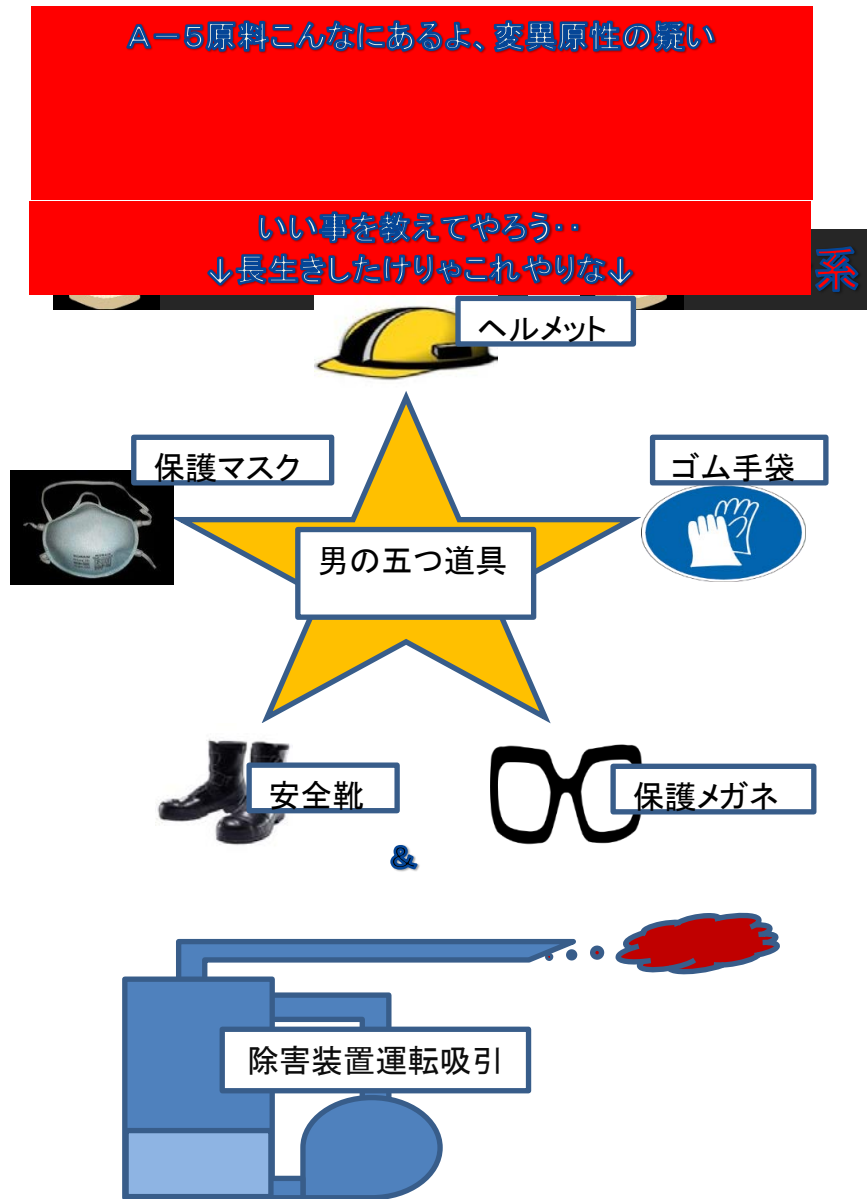 A－5原料こんなにあるよ、変異原性の疑い
いい事を教えてやろう‥
↓長生きしたけりゃこれやりな↓
系
ヘルメット
保護マスク
ゴム手袋
男の五つ道具
安全靴
保護メガネ
&
除害装置運転吸引